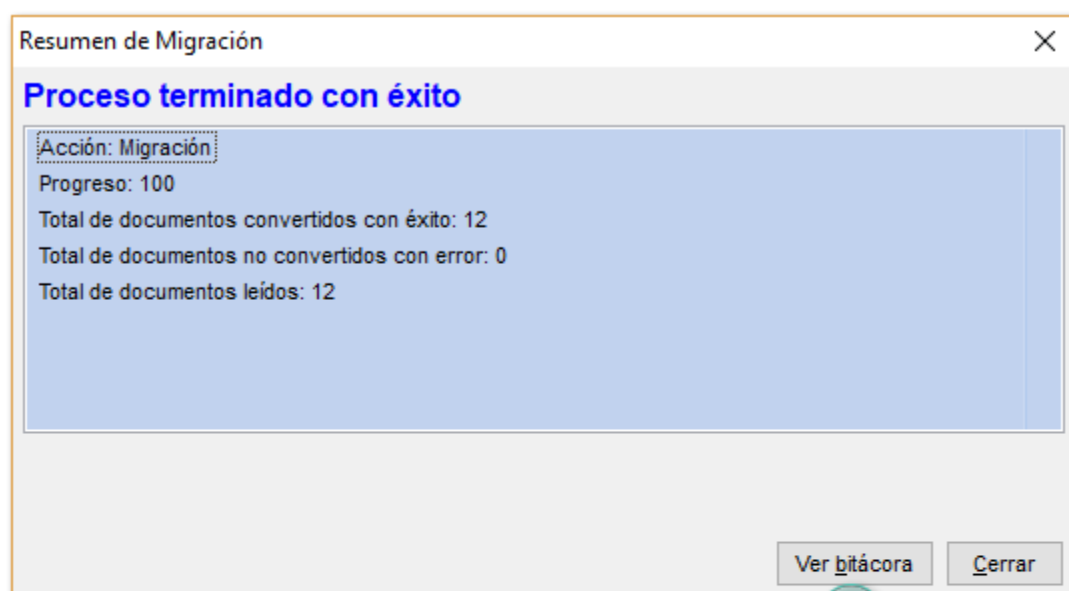 Resumen de Migración
Proceso terminado con éxito
Acción: Migración
Progreso: 100
Total de documentos convertidos con éxito: 12
Total de documentos no convertidos con error: 0
Total de documentos leídos: 12
Ver bitácora
Cerrar